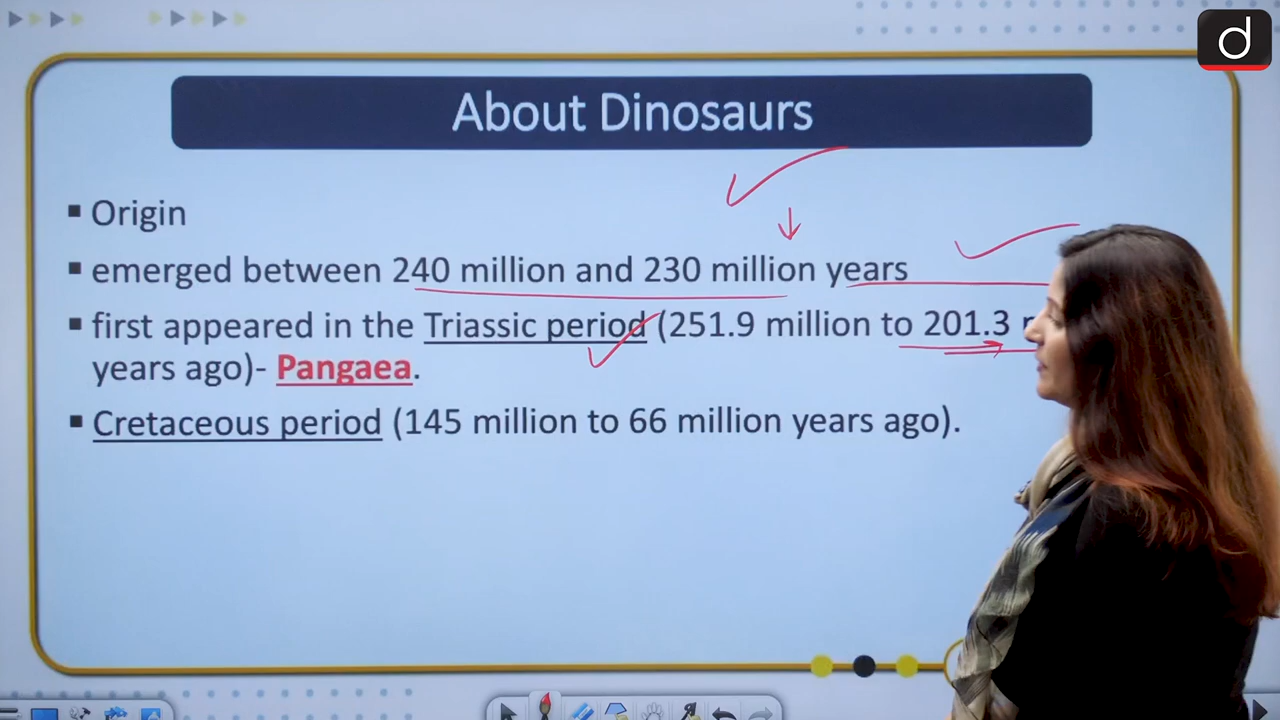 d
About Dinosaurs
▪ Origin
▪ emerged between 240 million and 230 million years
▪ first appeared in the Triassic period (251.9 million to 201.3
years ago)- Pangaea.
▪ Cretaceous period (145 million to 66 million years ago).